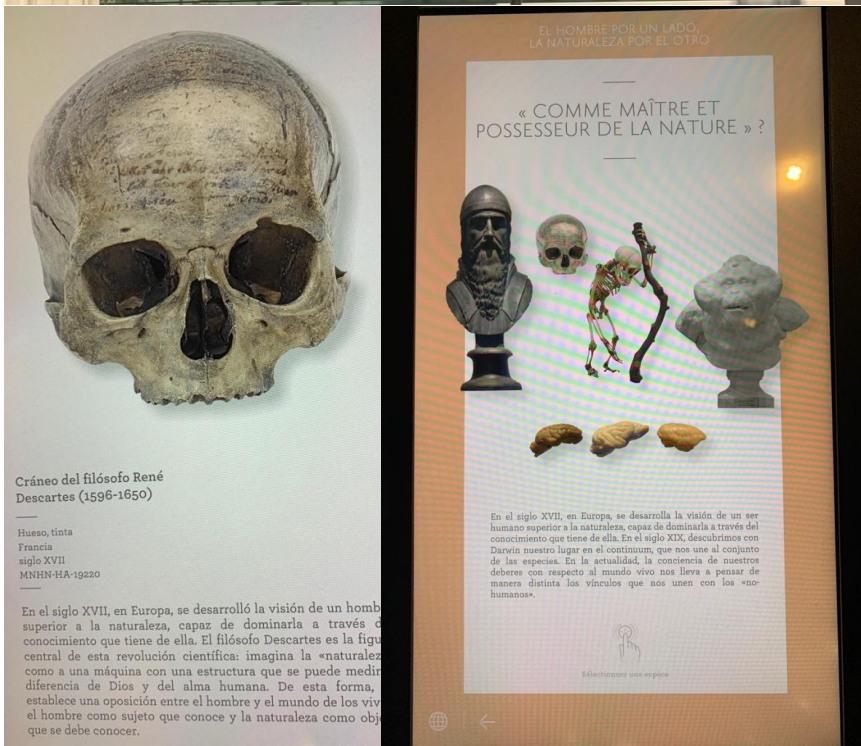 Cráneo del filósofo René
Descartes (1596-1650)
Hueso, tinta
Francia
siglo XVII
MNHN-HA-19220
En el siglo XVII, en Europa, se desarrolló la visión de un homb
superior a la naturaleza, capaz de dominarla a través d
conocimiento que tiene de ella. El filósofo Descartes es la figu
central de esta revolución científica: imagina la «naturalez
como a una máquina con una estructura que se puede medir
diferencia de Dios y del alma humana. De esta forma,
establece una oposición entre el hombre y el mundo de los viv
el hombre como sujeto que conoce y la naturaleza como obj
que se debe conocer.
EL HOMBRE POR UN LADO,
LA NATURALEZA POR EL OTRO
« COMME MAÎTRE ET
POSSESSEUR DE LA NATURE » ?
En el siglo XVII, en Europa, se desarrolla la visión de un ser
humano superior a la naturaleza, capaz de dominarla a través del
conocimiento que tiene de ella. En el siglo XIX, descubrimos con
Darwin nuestro lugar en el continuum, que nos une al conjunto
de las especies. En la actualidad, la conciencia de nuestros
deberes con respecto al mundo vivo nos lleva a pensar de
manera distinta los vínculos que nos unen con los «no-
humanos».
Sélectionner une espèce